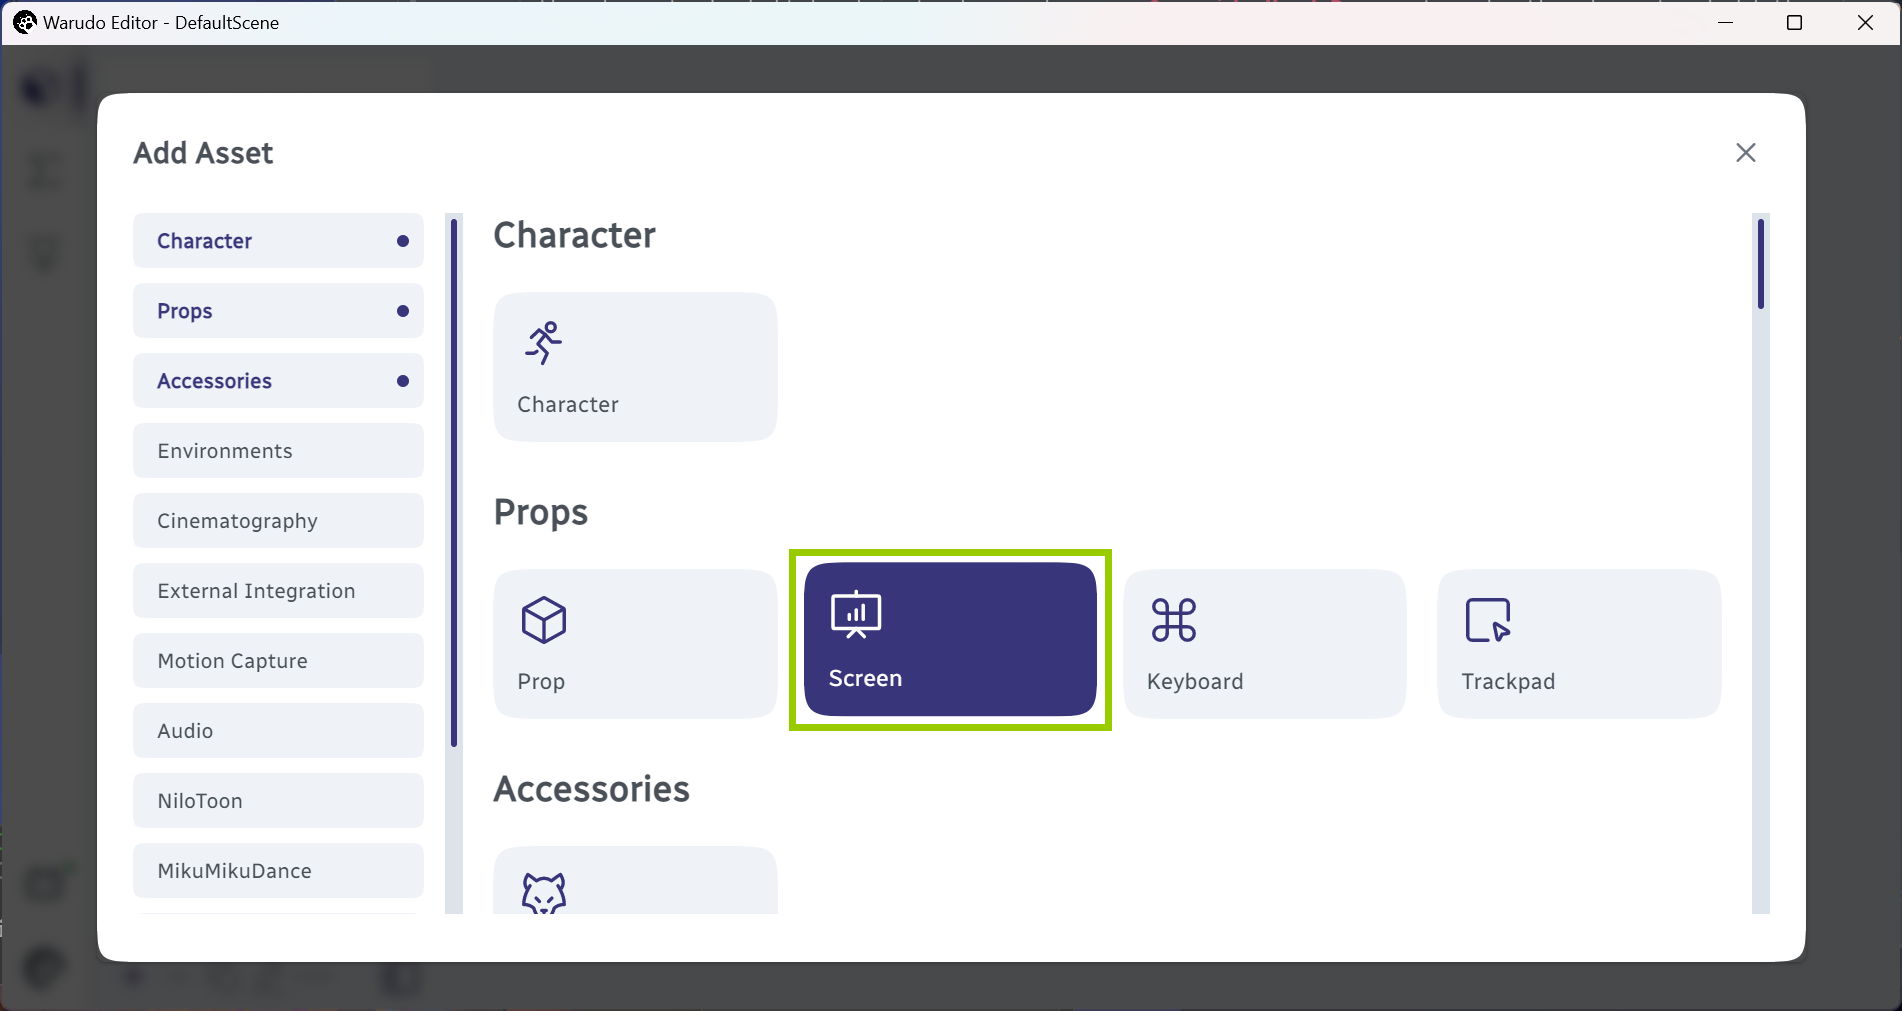 Warudo Editor - DefaultScene
Add Asset
Character
Props
Accessories
Environments
Cinematography
External Integration
Motion Capture
Audio
NiloToon
MikuMikuDance
Character
Character
Props
Prop
Screen
Keyboard
Trackpad
Accessories